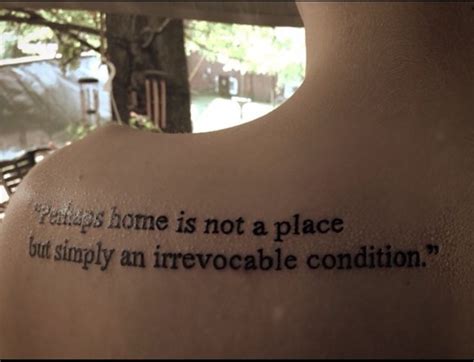 “Perhaps home is not a place
but simply an irrevocable condition.”